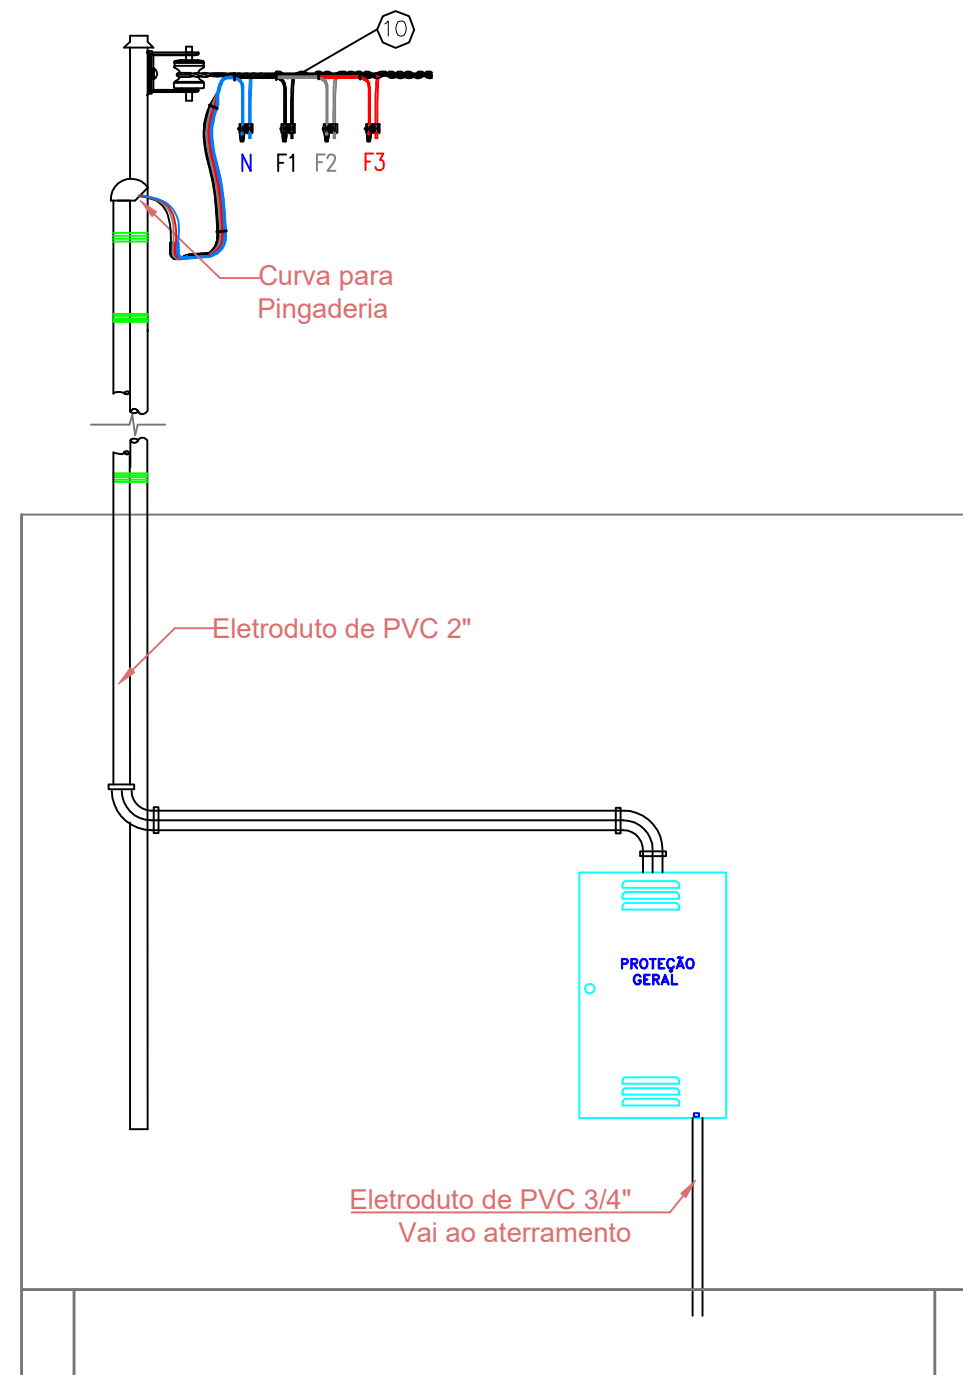 10
N F1 F2 F3
Curva para
Pingaderia
Eletroduto de PVC 2"
PROTEÇÃO
GERAL
Eletroduto de PVC 3/4"
Vai ao aterramento